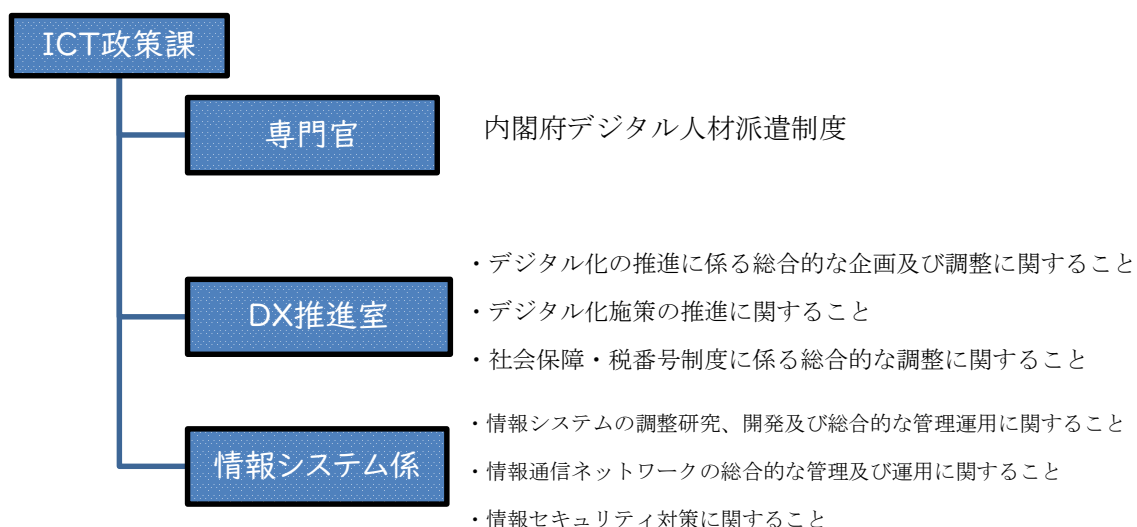 ICT政策課
専門官
内閣府デジタル人材派遣制度
DX推進室
・デジタル化の推進に係る総合的な企画及び調整に関すること
・デジタル化施策の推進に関すること
・社会保障・税番号制度に係る総合的な調整に関すること
情報システム係
・情報システムの調整研究、開発及び総合的な管理運用に関すること
・情報通信ネットワークの総合的な管理及び運用に関すること
・情報セキュリティ対策に関すること